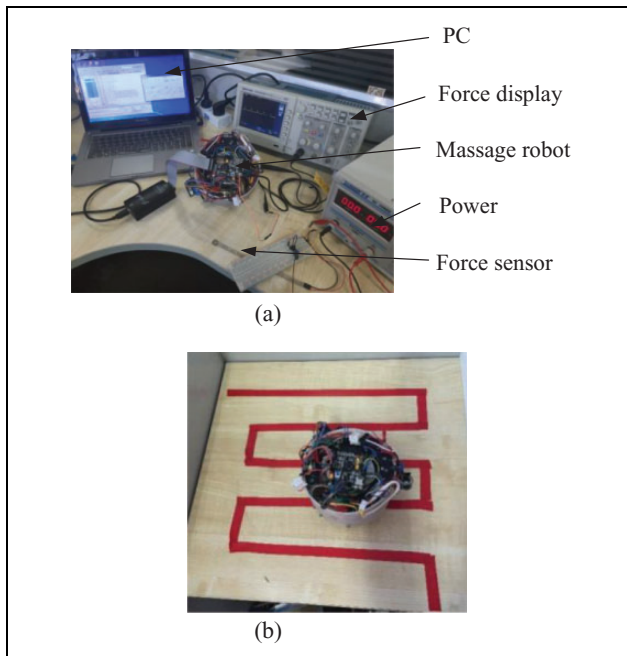 PC
Force display
Massage robot
Power
Force sensor
(a)
(b)